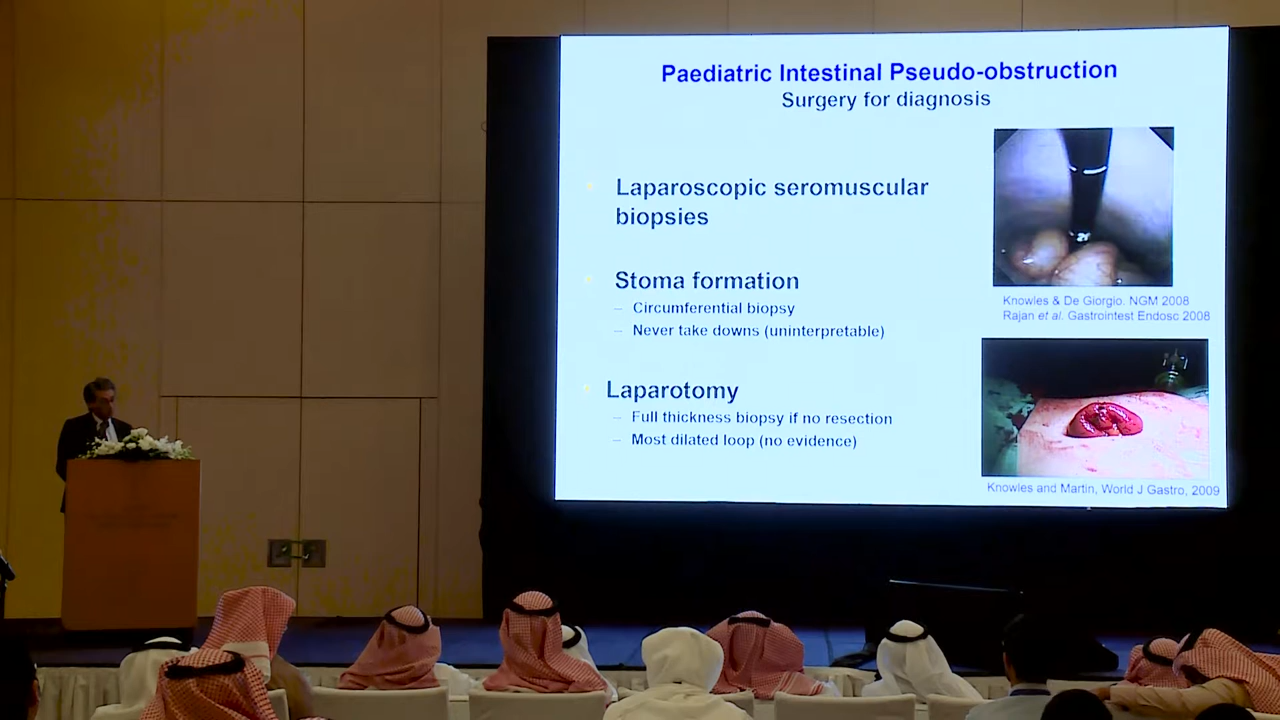 Paediatric Intestinal Pseudo-obstruction
Surgery for diagnosis
Laparoscopic seromuscular
biopsies
Stoma formation
– Circumferential biopsy
– Never take downs (uninterpretable)
Laparotomy
– Full thickness biopsy if no resection
– Most dilated loop (no evidence)
Knowles & De Giorgio. NGM 2008
Rajan et al. Gastrointest Endosc 2008
Knowles and Martin, World J Gastro, 2009